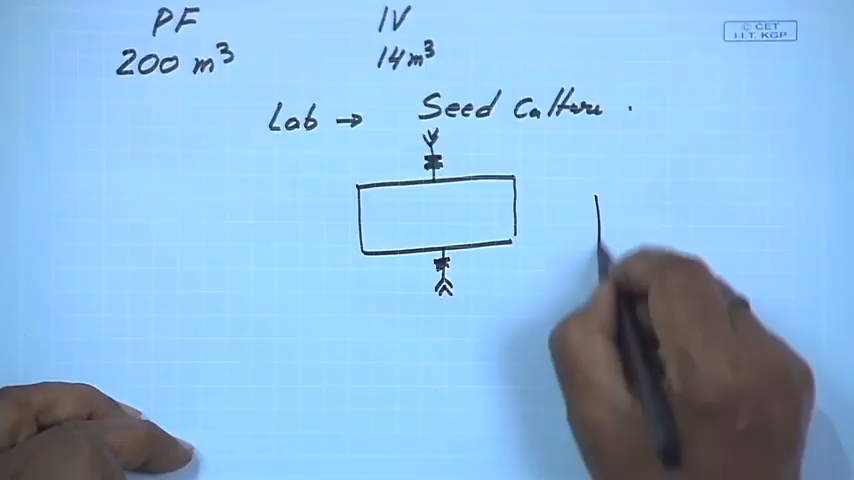 PF IV
© CET
I.I.T. KGP
200 m³ 14m³
Lab → Seed Culture .